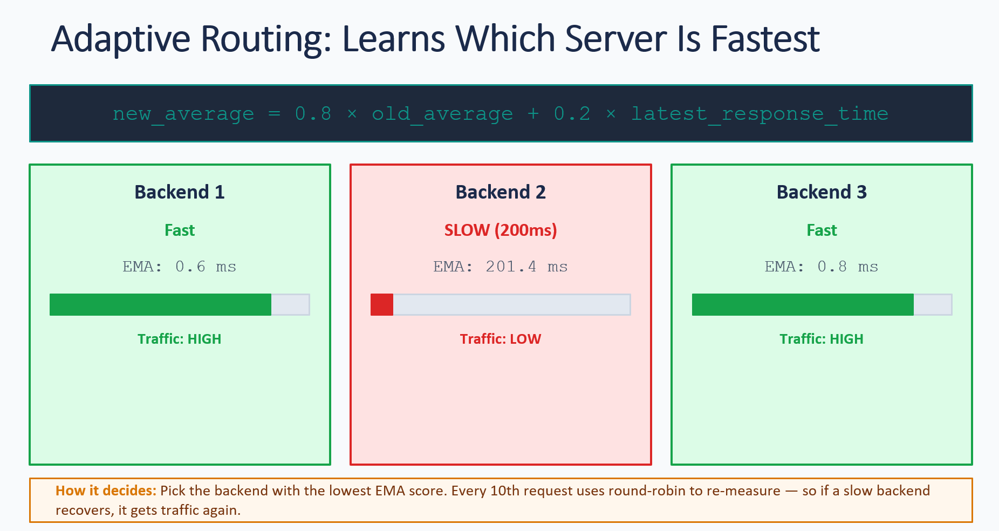 Adaptive Routing: Learns Which Server Is Fastest
new_average = 0.8 × old_average + 0.2 × latest_response_time
Backend 1
Fast
EMA: 0.6 ms
Traffic: HIGH
Backend 2
SLOW (200ms)
EMA: 201.4 ms
Traffic: LOW
Backend 3
Fast
EMA: 0.8 ms
Traffic: HIGH
How it decides: Pick the backend with the lowest EMA score. Every 10th request uses round-robin to re-measure — so if a slow backend
recovers, it gets traffic again.